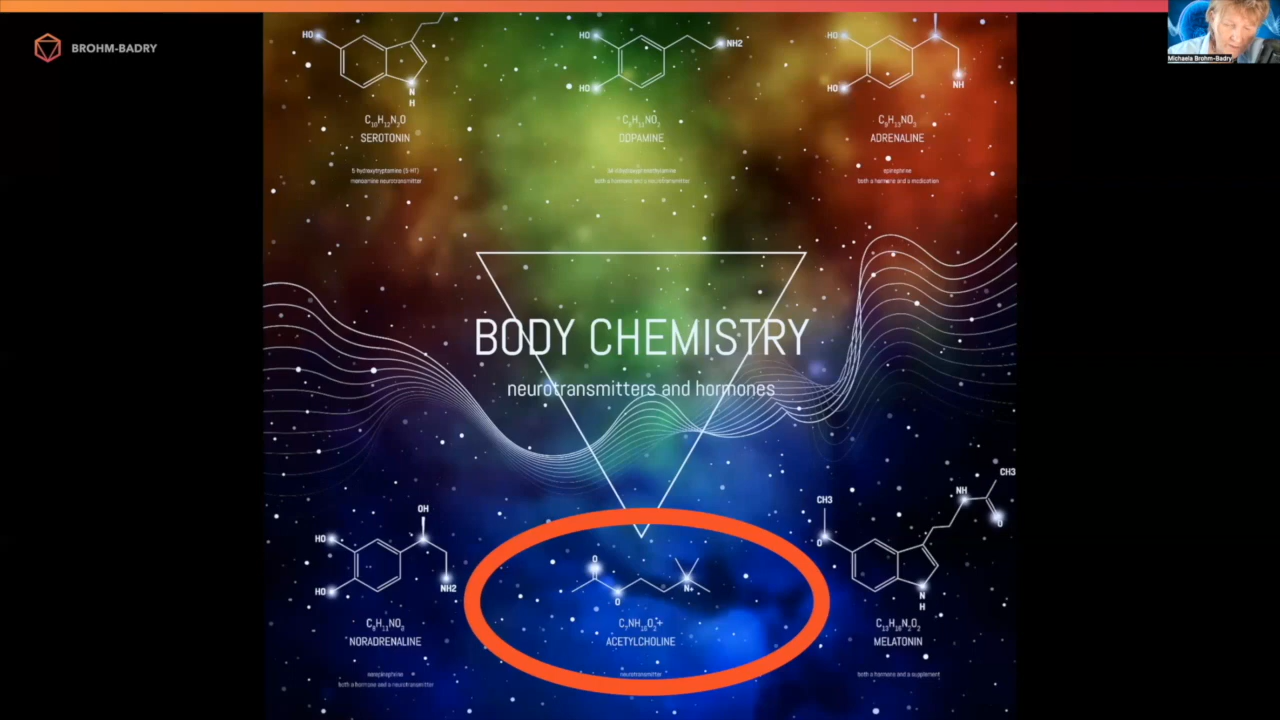 BROHM-BADRY
Michaela Brohm-Badry
HO
N
H
C10H12N2O
SEROTONIN
5 hydroxytryptamine (5-HT)
monoamine neurotransmitter
HO
NH2
HO
DOPAMINE
both a hormone and a neurotransmitter
HO
HO
NH
C9H13NO3
ADRENALINE
epinephrine
both a hormone and a medication
BODY CHEMISTRY
neurotransmitters and hormones
OH
HO
HO
NH2
NORADRENALINE
norepinephrine
both a hormone and a neurotransmitter
O
O
N+
ACETYLCHOLINE
neurotransmitter
CH3
O
NH
CH3
O
N
H
C13H16N2O2
MELATONIN
both a hormone and a supplement